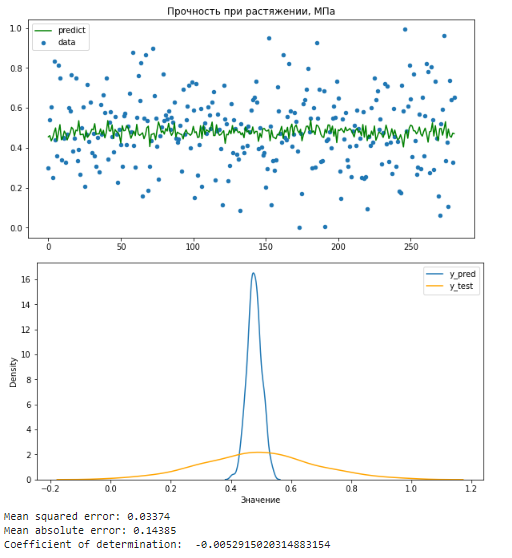 Прочность при растяжении, МПа
predict
data
1.0
0.8
0.6
0.4
0.2
0.0
0 50 100 150 200 250
y_pred
y_test
16
14
12
10
8
6
4
2
0
Density
−0.2 0.0 0.2 0.4 0.6 0.8 1.0 1.2
Значение
Mean squared error: 0.03374
Mean absolute error: 0.14385
Coefficient of determination:  -0.0052915020314883154